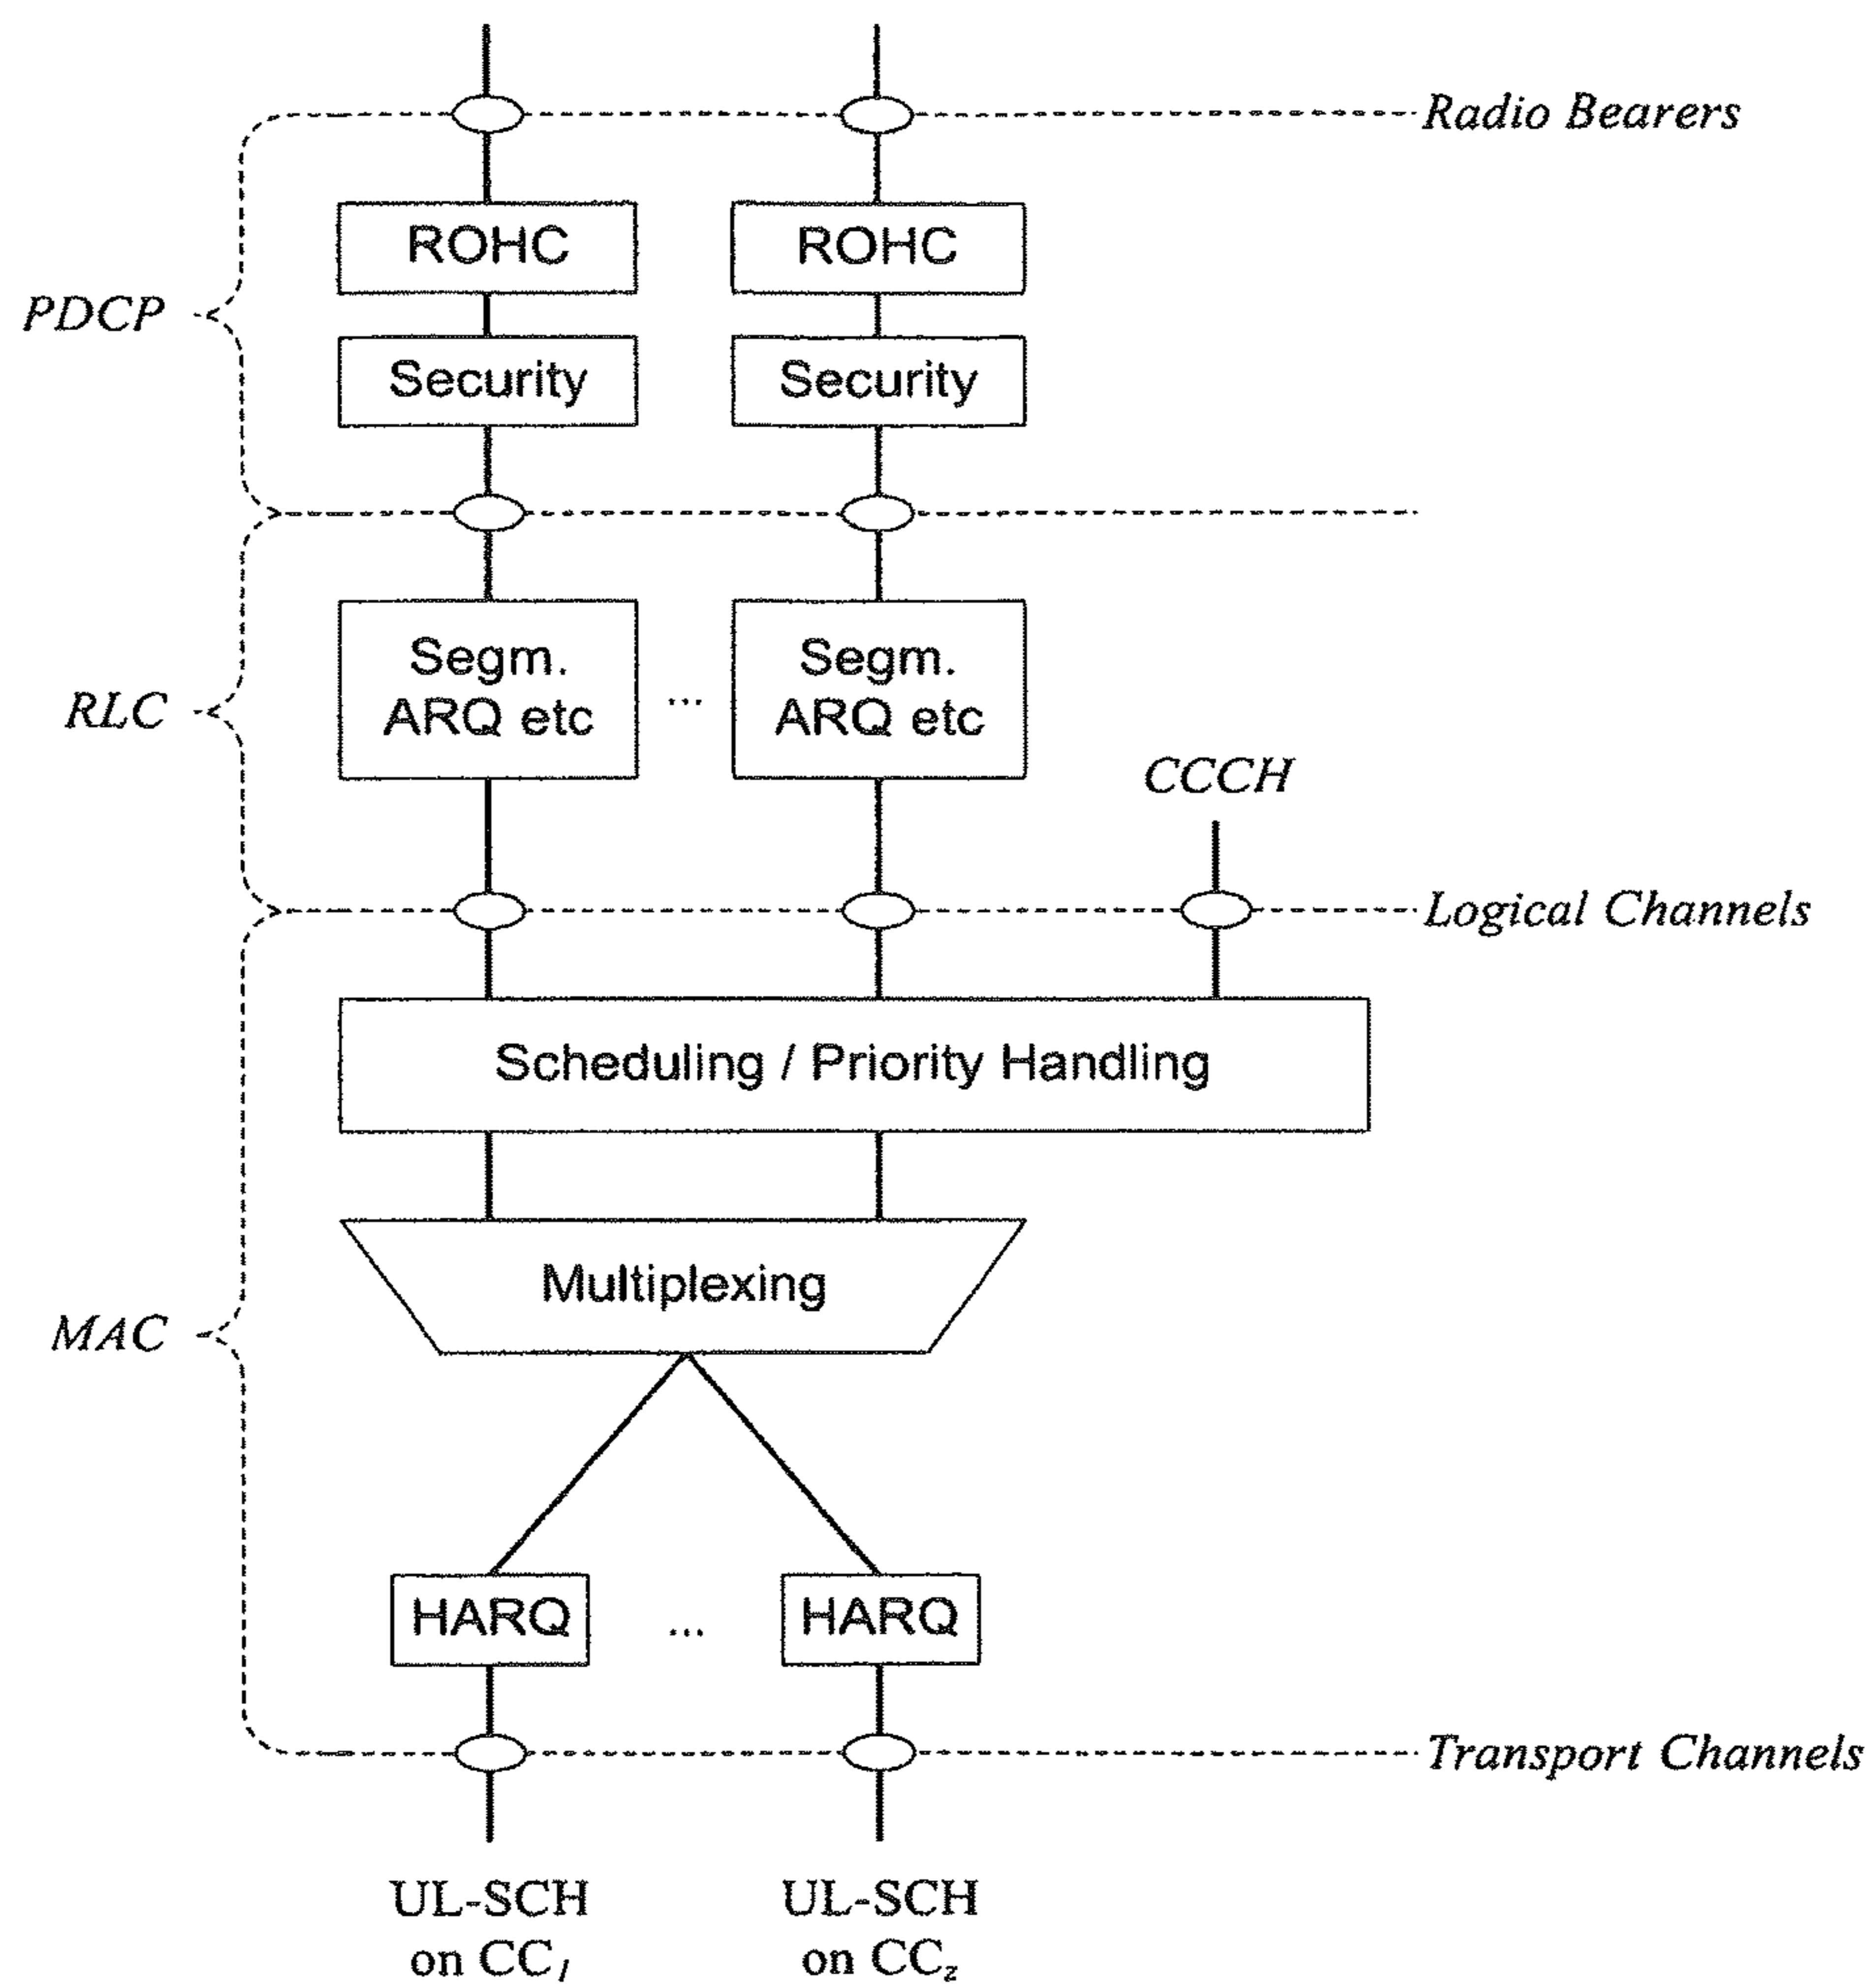 Radio Bearers
ROHC
ROHC
PDCP
Security
Security
Segm.
ARQ etc
...
Segm.
ARQ etc
RLC
CCCH
Logical Channels
Scheduling / Priority Handling
Multiplexing
MAC
HARQ
...
HARQ
Transport Channels
UL-SCH
on CC1
UL-SCH
on CCz